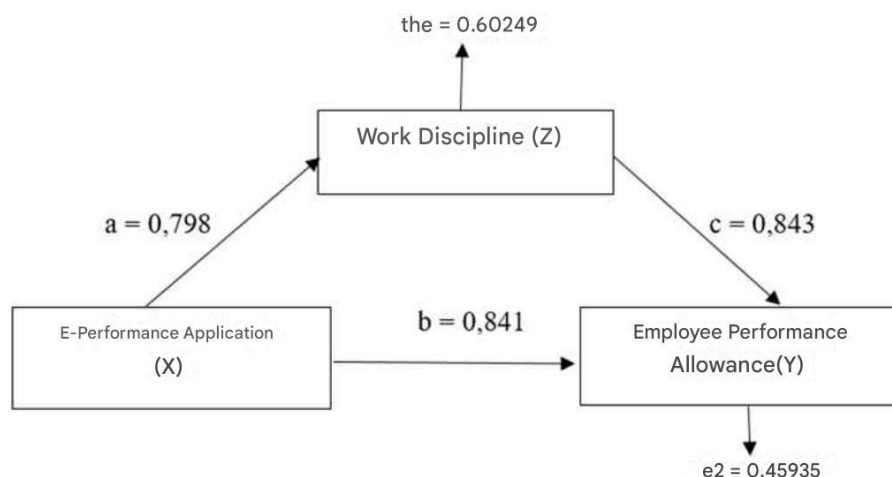 the = 0.60249
Work Discipline (Z)
a = 0,798
c = 0,843
b = 0,841
E-Performance Application
(X)
Employee Performance
Allowance(Y)
e2 = 0.45935